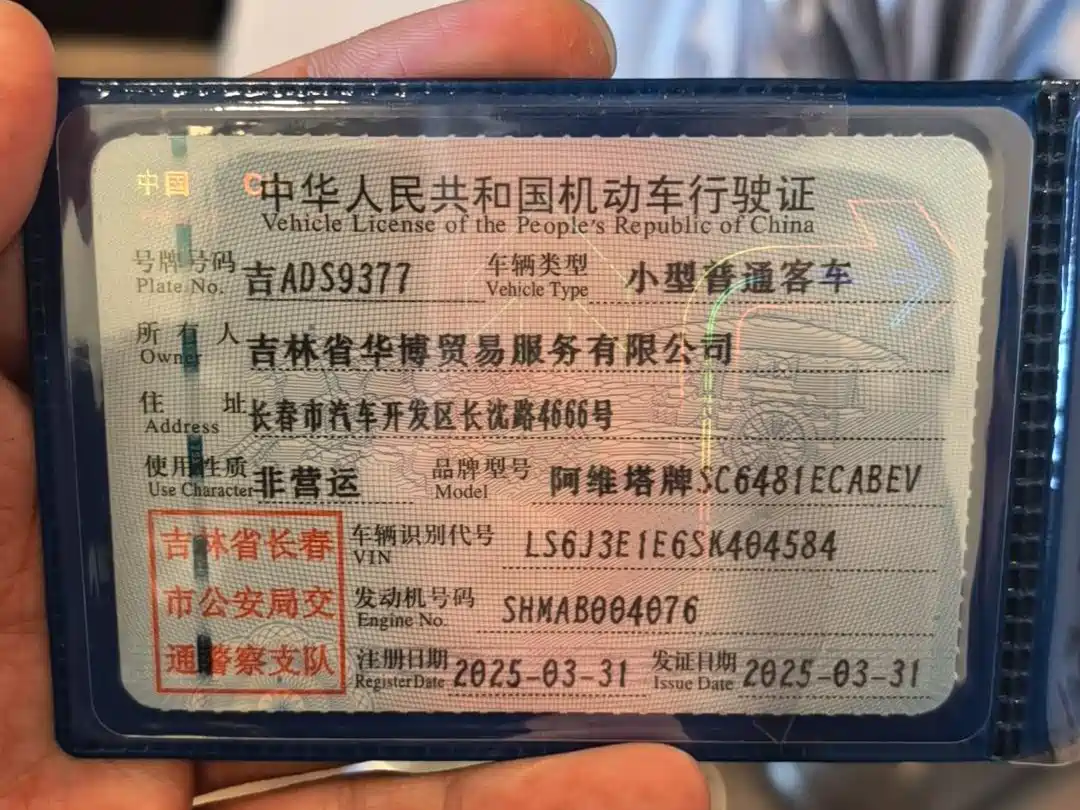 中国 C
中华人民共和国机动车行驶证
Vehicle License of the People's Republic of China
号牌号码 吉ADS9377 车辆类型 小型普通客车
Plate No. Vehicle Type
所有人 吉林省华博贸易服务有限公司
Owner
住址 长春市汽车开发区长沈路4666号
Address
使用性质 非营运 品牌型号 阿维塔牌SC6481ECABEV
Use Character Model
吉林省长春 车辆识别代号 LS6J3E1E6SK404584
VIN
市公安局交 发动机号码 SHMAB004076
Engine No.
通警察支队 注册日期 2025-03-31 发证日期 2025-03-31
Register Date Issue Date